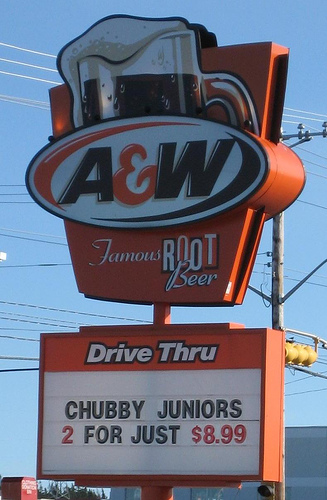 A&W
Famous ROOT
Beer
Drive Thru
CHUBBY JUNIORS
2 FOR JUST $8.99